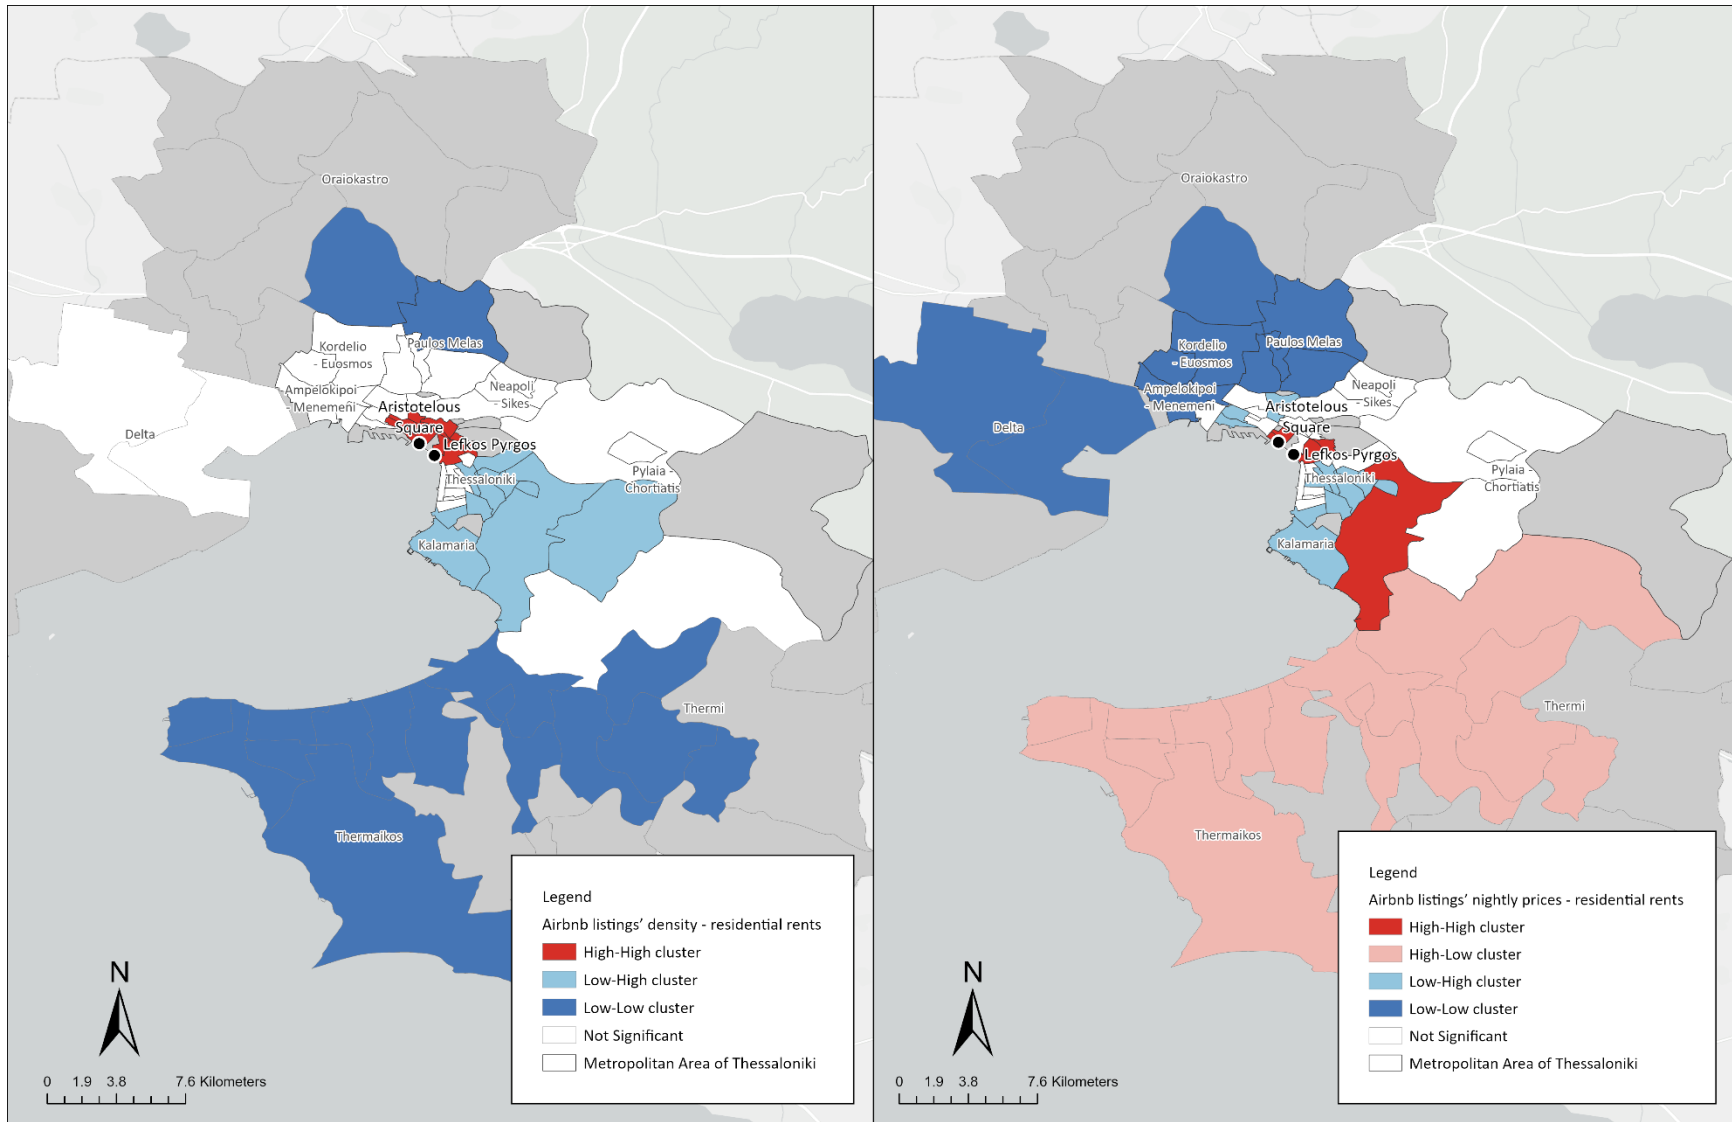 Oraiokastro
Paulos Melas
Kordelio
- Euosmos
Neapoli
- Sikes
Ampelokipoi
- Menemeni
Aristotelous
Square
Delta
Lefkos Pyrgos
Thessaloniki
Pylaia -
Chortiatis
Kalamaria
Thermi
Thermaikos
Legend
Airbnb listings’ density - residential rents
High-High cluster
Low-High cluster
Low-Low cluster
Not Significant
Metropolitan Area of Thessaloniki
N
0 1.9 3.8 7.6 Kilometers
Oraiokastro
Paulos Melas
Kordelio
- Euosmos
Neapoli
- Sikes
Ampelokipoi
- Menemeni
Aristotelous
Square
Delta
Lefkos Pyrgos
Thessaloniki
Pylaia -
Chortiatis
Kalamaria
Thermi
Thermaikos
Legend
Airbnb listings’ nightly prices - residential rents
High-High cluster
High-Low cluster
Low-High cluster
Low-Low cluster
Not Significant
Metropolitan Area of Thessaloniki
N
0 1.9 3.8 7.6 Kilometers